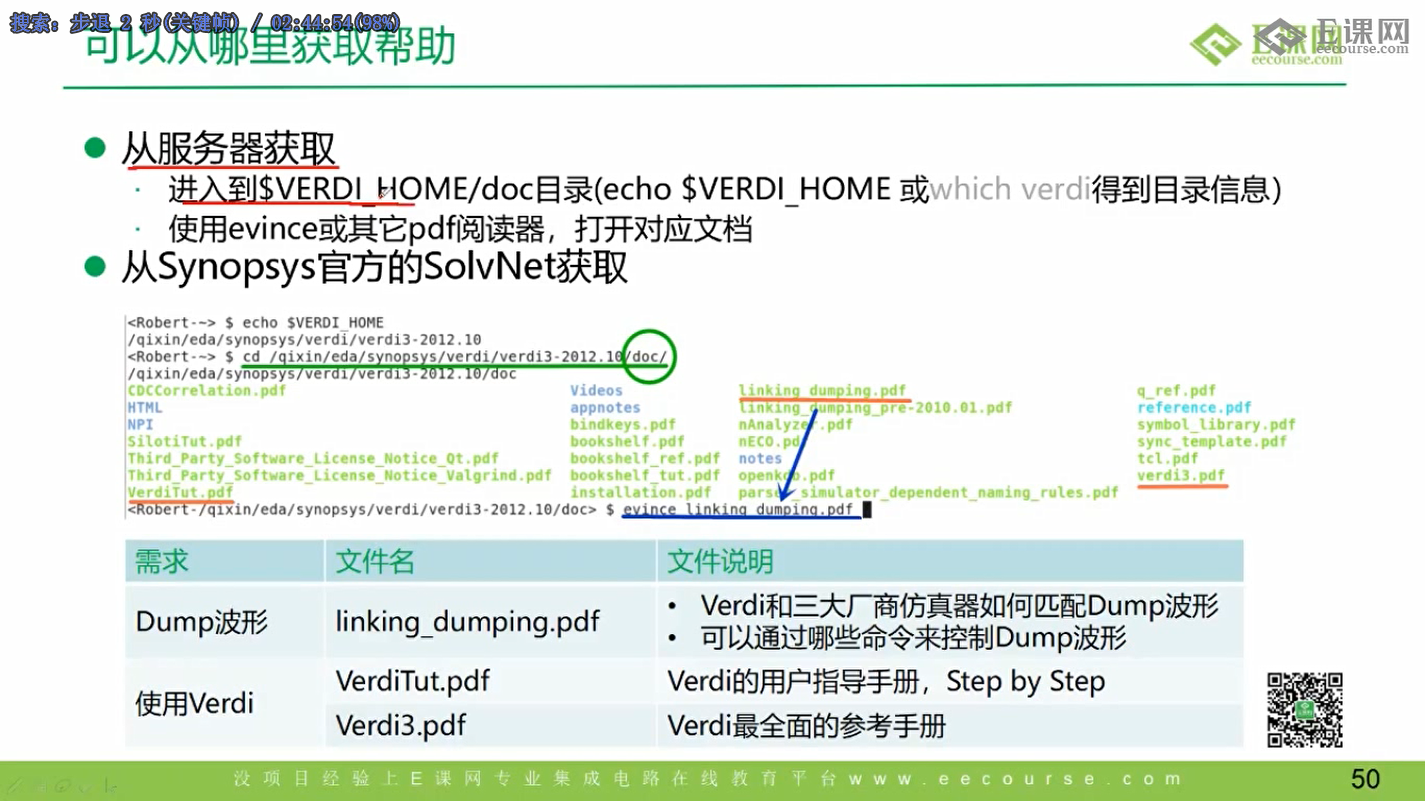 搜索: 步退 2 秒(关键帧) / 02:44:54(98%)
可以从哪里获取帮助
E课网
eecourse.com
E课网
eecourse.com
从服务器获取
进入到$VERDI_HOME/doc目录(echo $VERDI_HOME 或which verdi得到目录信息)
使用evince或其它pdf阅读器，打开对应文档
从Synopsys官方的SolvNet获取
<Robert-~> $ echo $VERDI_HOME
/qixin/eda/synopsys/verdi/verdi3-2012.10
<Robert-~> $ cd /qixin/eda/synopsys/verdi/verdi3-2012.10/doc/
/qixin/eda/synopsys/verdi/verdi3-2012.10/doc
CDCCorrelation.pdf Videos linking_dumping.pdf q_ref.pdf
HTML appnotes linking_dumping_pre-2010.01.pdf reference.pdf
NPI bindkeys.pdf nAnalyzer.pdf symbol_library.pdf
SilotiTut.pdf bookshelf.pdf nECO.pdf sync_template.pdf
Third_Party_Software_License_Notice_Qt.pdf bookshelf_ref.pdf notes tcl.pdf
Third_Party_Software_License_Notice_Valgrind.pdf bookshelf_tut.pdf openkdb.pdf verdi3.pdf
VerdiTut.pdf installation.pdf parser_simulator_dependent_naming_rules.pdf
<Robert-/qixin/eda/synopsys/verdi/verdi3-2012.10/doc> $ evince linking_dumping.pdf
需求 文件名 文件说明
Dump波形 linking_dumping.pdf • Verdi和三大厂商仿真器如何匹配Dump波形
• 可以通过哪些命令来控制Dump波形
使用Verdi VerdiTut.pdf Verdi的用户指导手册，Step by Step
Verdi3.pdf Verdi最全面的参考手册
没项目经验上E课网专业集成电路在线教育平台www.eecourse.com
50